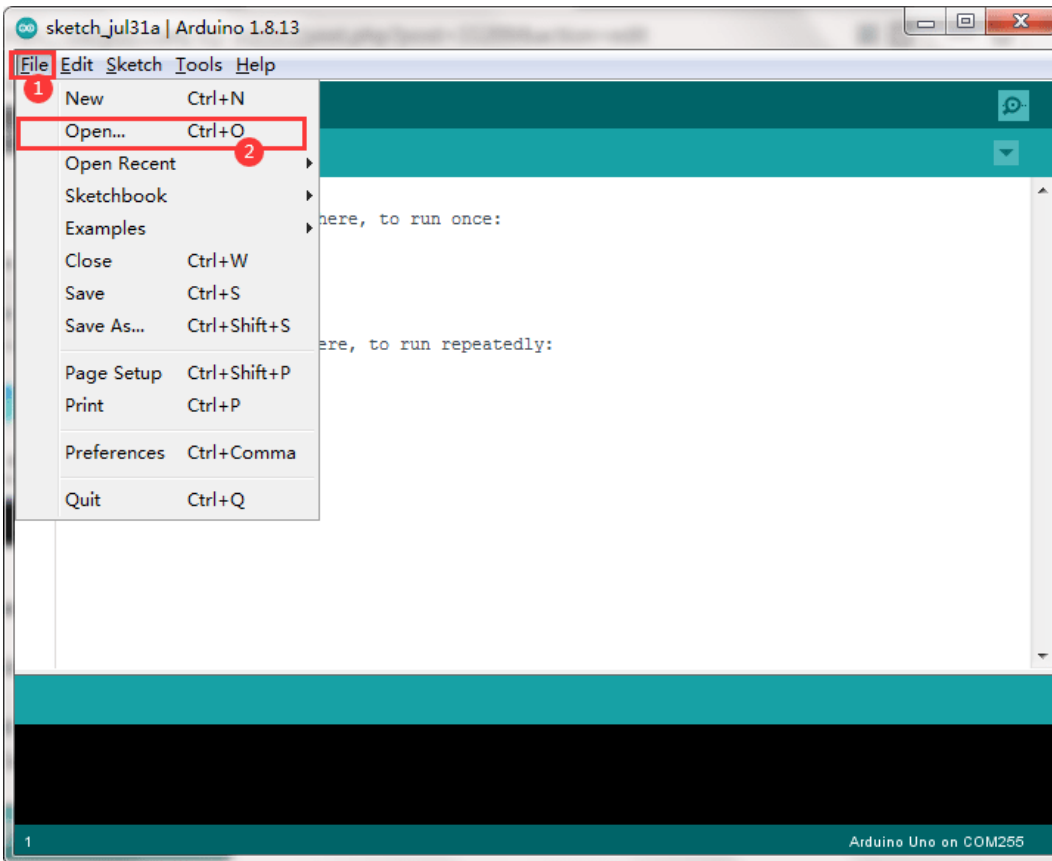 sketch_jul31a | Arduino 1.8.13
File Edit Sketch Tools Help
1
New Ctrl+N
Open... Ctrl+O
2
Open Recent
Sketchbook
here, to run once:
Examples
Close Ctrl+W
Save Ctrl+S
Save As... Ctrl+Shift+S
ere, to run repeatedly:
Page Setup Ctrl+Shift+P
Print Ctrl+P
Preferences Ctrl+Comma
Quit Ctrl+Q
1 Arduino Uno on COM255